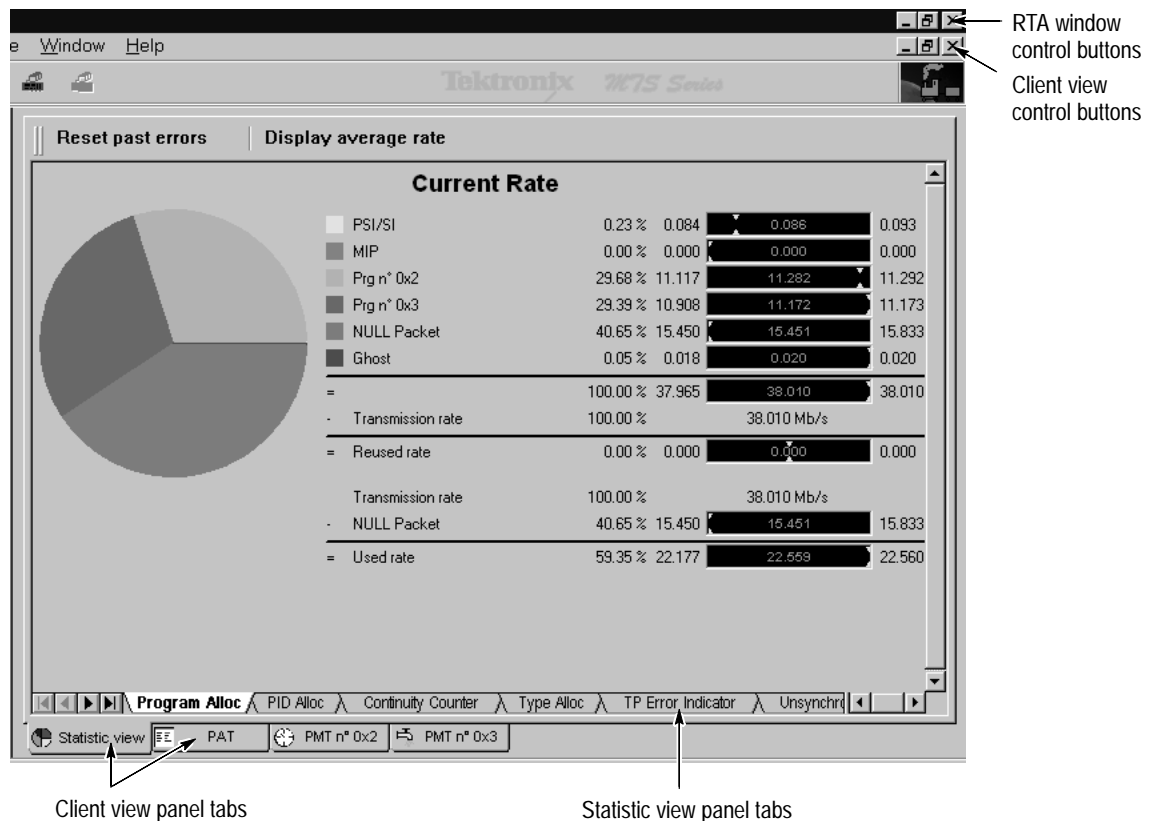 RTA window
control buttons
e Window Help
Client view
control buttons
Tektronix MTS Series
Reset past errors Display average rate
Current Rate
PSI/SI 0.23 % 0.084 0.086 0.093
MIP 0.00 % 0.000 0.000 0.000
Prg n° 0x2 29.68 % 11.117 11.282 11.292
Prg n° 0x3 29.39 % 10.908 11.172 11.173
NULL Packet 40.65 % 15.450 15.451 15.833
Ghost 0.05 % 0.018 0.020 0.020
= 100.00 % 37.965 38.010 38.010
- Transmission rate 100.00 % 38.010 Mb/s
= Reused rate 0.00 % 0.000 0.000 0.000
Transmission rate 100.00 % 38.010 Mb/s
- NULL Packet 40.65 % 15.450 15.451 15.833
= Used rate 59.35 % 22.177 22.559 22.560
Program Alloc PID Alloc Continuity Counter Type Alloc TP Error Indicator Unsynchr
Statistic view PAT PMT n° 0x2 PMT n° 0x3
Client view panel tabs Statistic view panel tabs